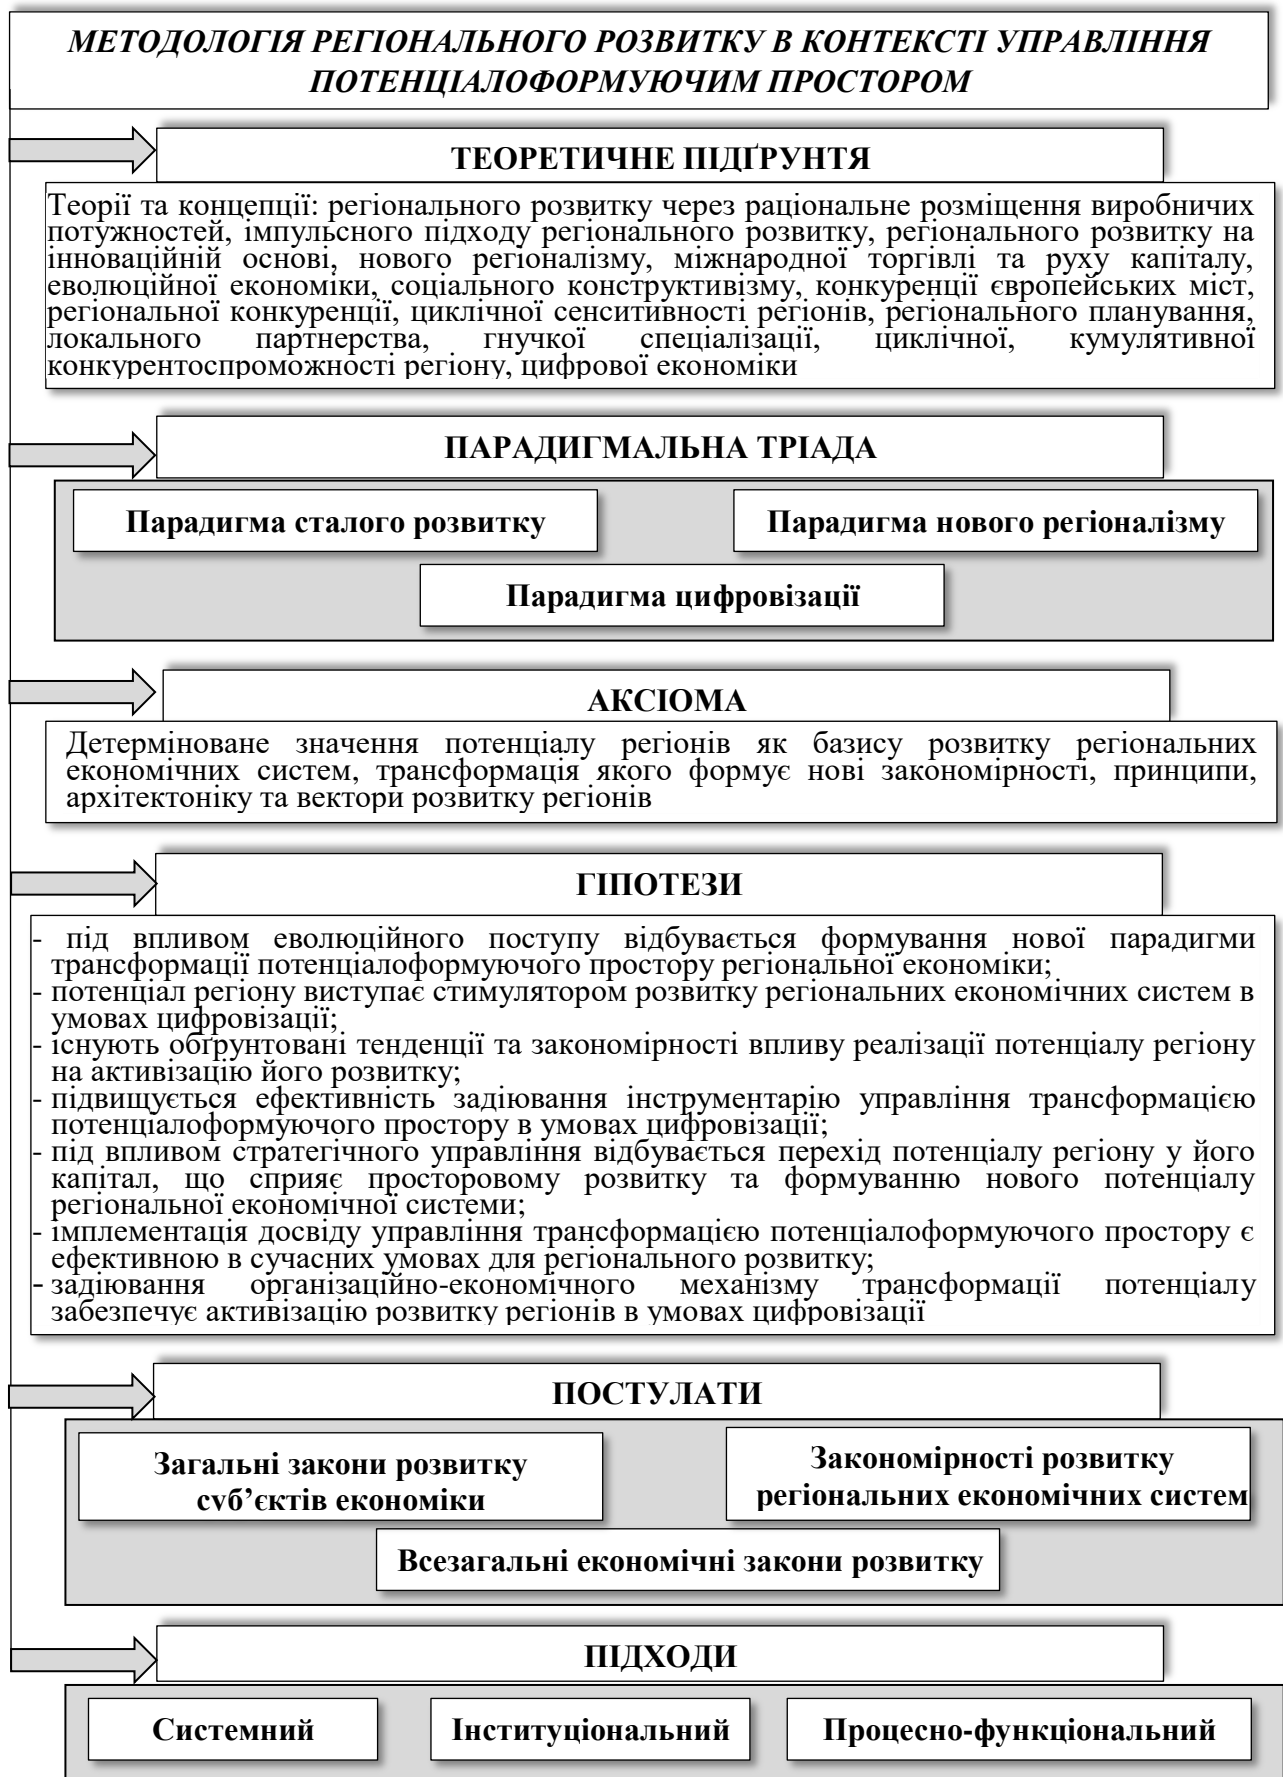 МЕТОДОЛОГІЯ РЕГІОНАЛЬНОГО РОЗВИТКУ В КОНТЕКСТІ УПРАВЛІННЯ
ПОТЕНЦІАЛОФОРМУЮЧИМ ПРОСТОРОМ
ТЕОРЕТИЧНЕ ПІДҐРУНТЯ
Теорії та концепції: регіонального розвитку через раціональне розміщення виробничих
потужностей, імпульсного підходу регіонального розвитку, регіонального розвитку на
інноваційній основі, нового регіоналізму, міжнародної торгівлі та руху капіталу,
еволюційної економіки, соціального конструктивізму, конкуренції європейських міст,
регіональної конкуренції, циклічної сенситивності регіонів, регіонального планування,
локального партнерства, гнучкої спеціалізації, циклічної, кумулятивної
конкурентоспроможності регіону, цифрової економіки
ПАРАДИГМАЛЬНА ТРІАДА
Парадигма сталого розвитку
Парадигма нового регіоналізму
Парадигма цифровізації
АКСІОМА
Детерміноване значення потенціалу регіонів як базису розвитку регіональних
економічних систем, трансформація якого формує нові закономірності, принципи,
архітектоніку та вектори розвитку регіонів
ГІПОТЕЗИ
- під впливом еволюційного поступу відбувається формування нової парадигми
трансформації потенціалоформуючого простору регіональної економіки;
- потенціал регіону виступає стимулятором розвитку регіональних економічних систем в
умовах цифровізації;
- існують обґрунтовані тенденції та закономірності впливу реалізації потенціалу регіону
на активізацію його розвитку;
- підвищується ефективність задіювання інструментарію управління трансформацією
потенціалоформуючого простору в умовах цифровізації;
- під впливом стратегічного управління відбувається перехід потенціалу регіону у його
капітал, що сприяє просторовому розвитку та формуванню нового потенціалу
регіональної економічної системи;
- імплементація досвіду управління трансформацією потенціалоформуючого простору є
ефективною в сучасних умовах для регіонального розвитку;
- задіювання організаційно-економічного механізму трансформації потенціалу
забезпечує активізацію розвитку регіонів в умовах цифровізації
ПОСТУЛАТИ
Загальні закони розвитку
суб’єктів економіки
Закономірності розвитку
регіональних економічних систем
Всезагальні економічні закони розвитку
ПІДХОДИ
Системний
Інституціональний
Процесно-функціональний